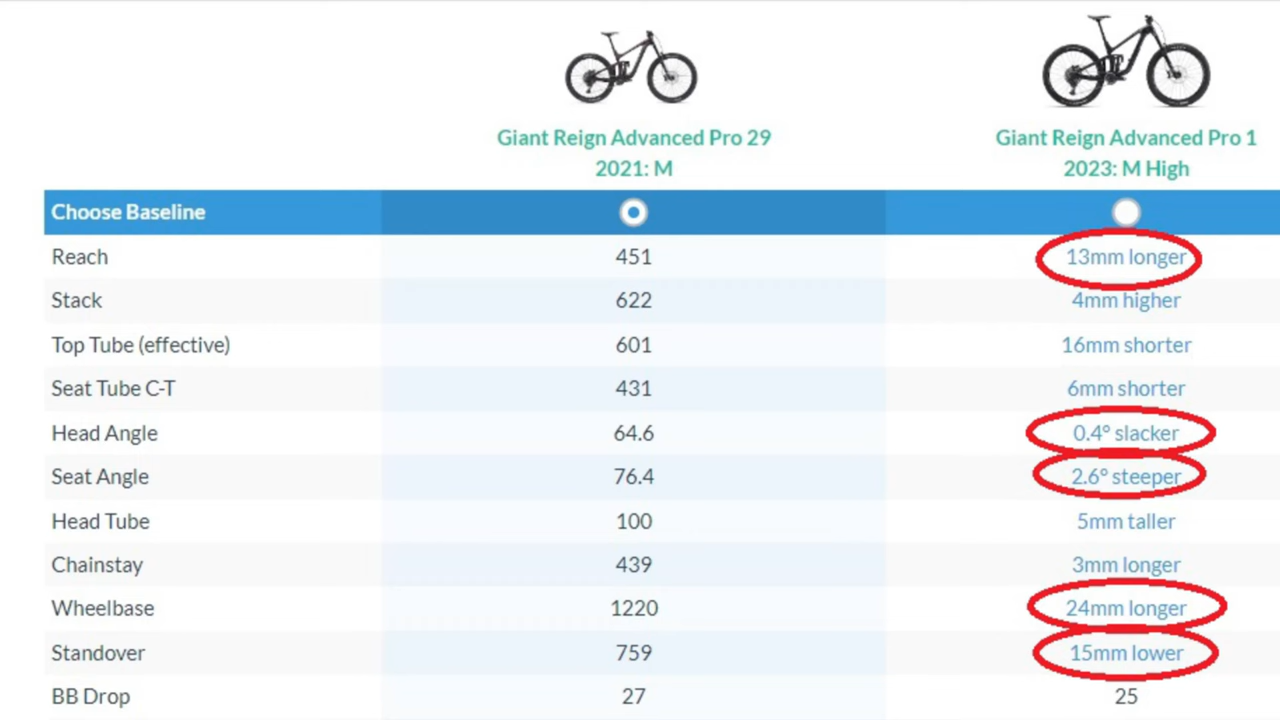 Giant Reign Advanced Pro 29 Giant Reign Advanced Pro 1
2021: M 2023: M High
Choose Baseline
Reach 451 13mm longer
Stack 622 4mm higher
Top Tube (effective) 601 16mm shorter
Seat Tube C-T 431 6mm shorter
Head Angle 64.6 0.4° slacker
Seat Angle 76.4 2.6° steeper
Head Tube 100 5mm taller
Chainstay 439 3mm longer
Wheelbase 1220 24mm longer
Standover 759 15mm lower
BB Drop 27 25